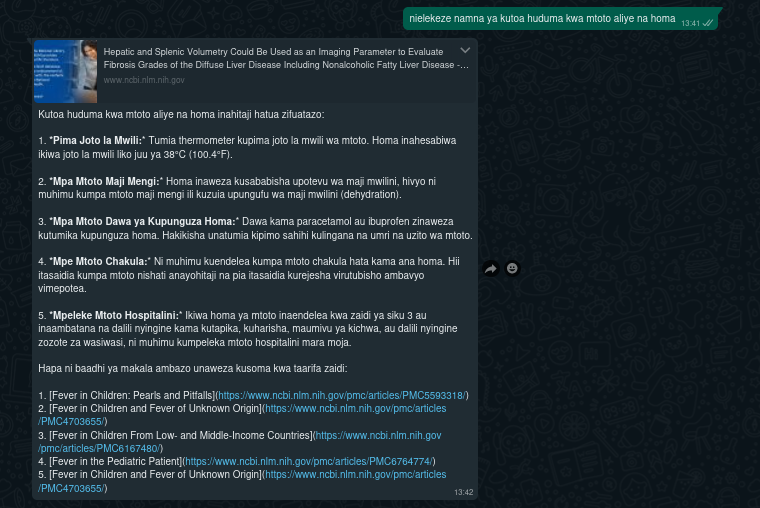 nielekeze namna ya kutoa huduma kwa mtoto aliye na homa
13:41
Hepatic and Splenic Volumetry Could Be Used as an Imaging Parameter to Evaluate
Fibrosis Grades of the Diffuse Liver Disease Including Nonalcoholic Fatty Liver Disease -...
www.ncbi.nlm.nih.gov
Kutoa huduma kwa mtoto aliye na homa inahitaji hatua zifuatazo:
1. *Pima Joto la Mwili:* Tumia thermometer kupima joto la mwili wa mtoto. Homa inahesabiwa
ikiwa joto la mwili liko juu ya 38°C (100.4°F).
2. *Mpa Mtoto Maji Mengi:* Homa inaweza kusababisha upotevu wa maji mwilini, hivyo ni
muhimu kumpa mtoto maji mengi ili kuzuia upungufu wa maji mwilini (dehydration).
3. *Mpa Mtoto Dawa ya Kupunguza Homa:* Dawa kama paracetamol au ibuprofen zinaweza
kutumika kupunguza homa. Hakikisha unatumia kipimo sahihi kulingana na umri na uzito wa mtoto.
4. *Mpe Mtoto Chakula:* Ni muhimu kuendelea kumpa mtoto chakula hata kama ana homa. Hii
itasaidia kumpa mtoto nishati anayohitaji na pia itasaidia kurejesha virutubisho ambavyo
vimepotea.
5. *Mpeleke Mtoto Hospitalini:* Ikiwa homa ya mtoto inaendelea kwa zaidi ya siku 3 au
inaambatana na dalili nyingine kama kutapika, kuharisha, maumivu ya kichwa, au dalili nyingine
zozote za wasiwasi, ni muhimu kumpeleka mtoto hospitalini mara moja.
Hapa ni baadhi ya makala ambazo unaweza kusoma kwa taarifa zaidi:
1. [Fever in Children: Pearls and Pitfalls](https://www.ncbi.nlm.nih.gov/pmc/articles/PMC5593318/)
2. [Fever in Children and Fever of Unknown Origin](https://www.ncbi.nlm.nih.gov/pmc/articles
/PMC4703655/)
3. [Fever in Children From Low- and Middle-Income Countries](https://www.ncbi.nlm.nih.gov
/pmc/articles/PMC6167480/)
4. [Fever in the Pediatric Patient](https://www.ncbi.nlm.nih.gov/pmc/articles/PMC6764774/)
5. [Fever in Children and Fever of Unknown Origin](https://www.ncbi.nlm.nih.gov/pmc/articles
/PMC4703655/)
13:42